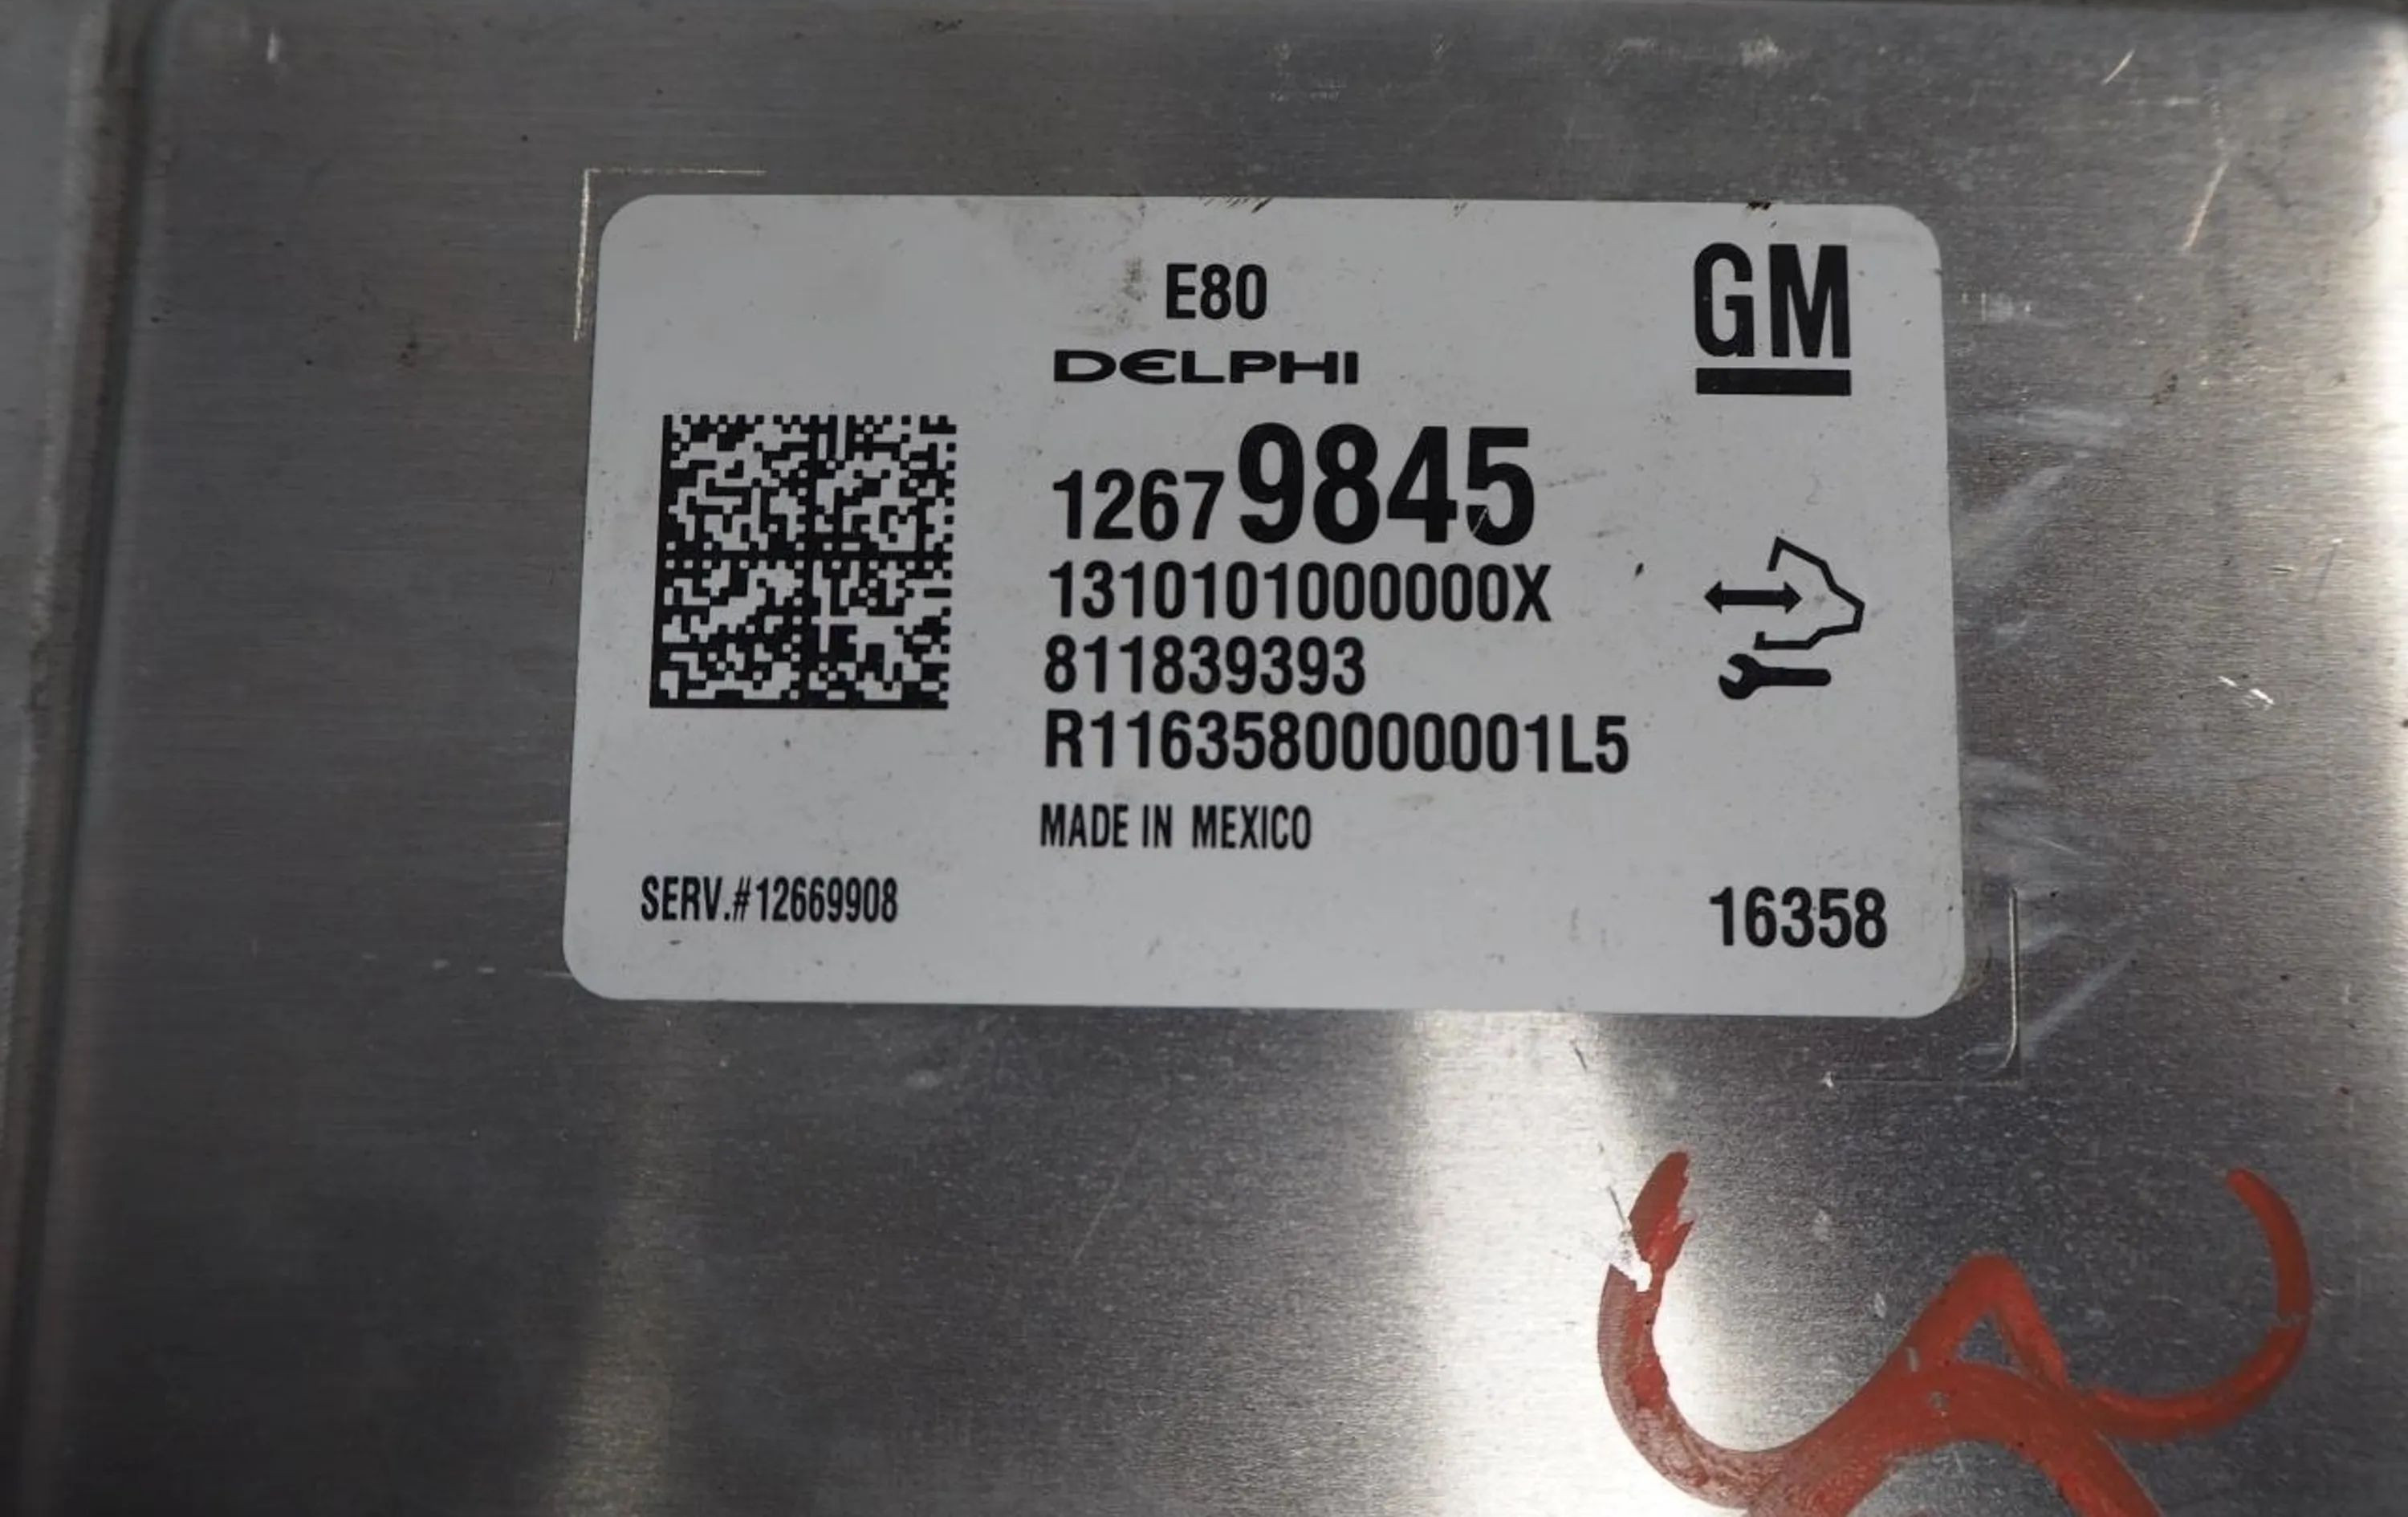 E80
GM
DELPHI
12679845
1310101000000X
811839393
R1163580000001L5
MADE IN MEXICO
SERV.#12669908
16358